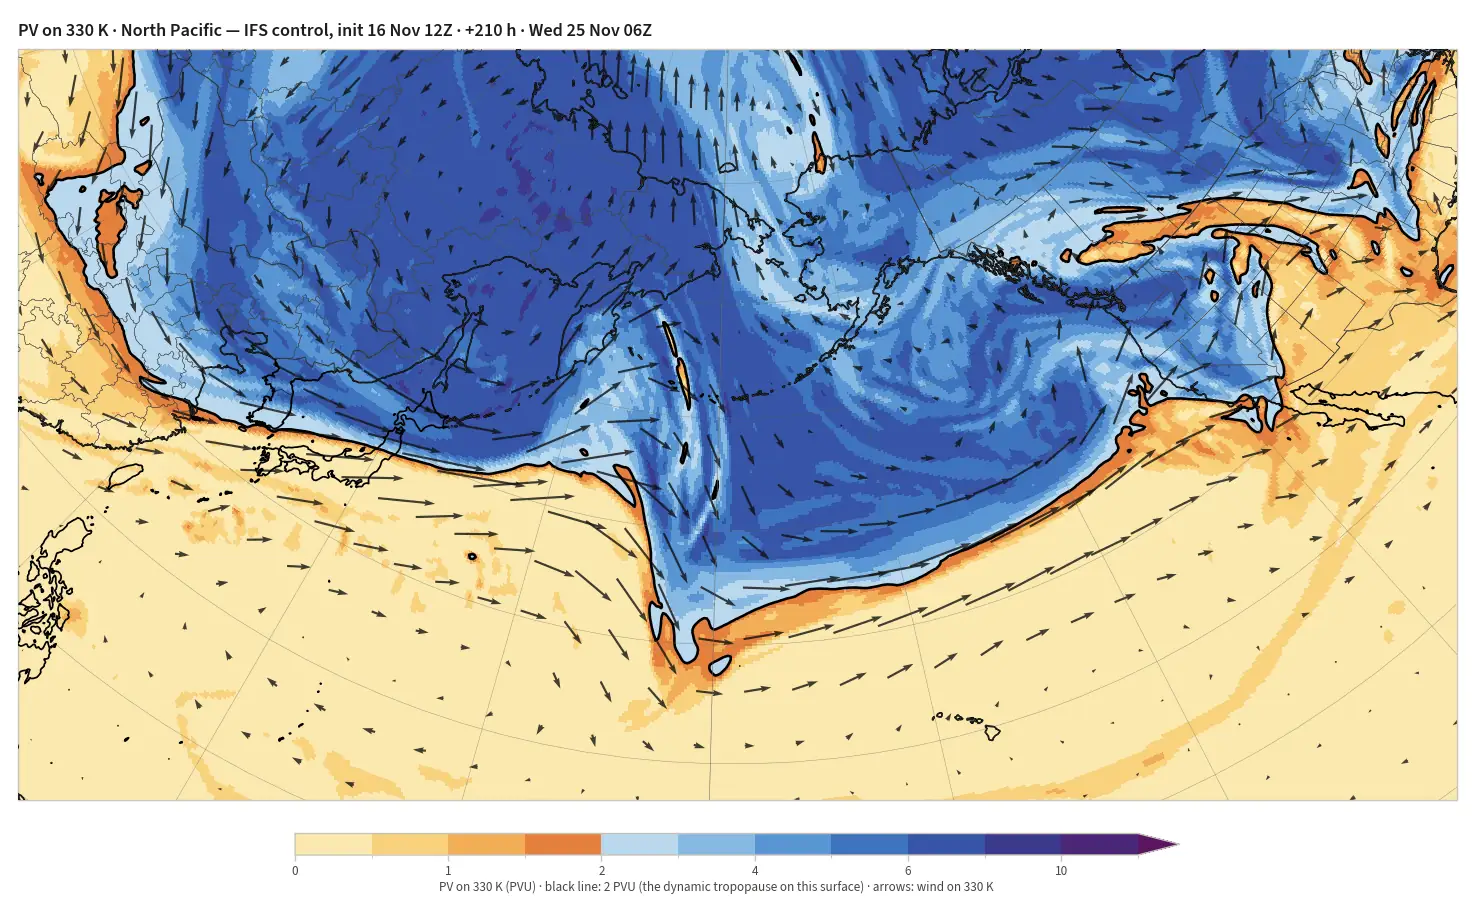 PV on 330 K · North Pacific — IFS control, init 16 Nov 12Z · +210 h · Wed 25 Nov 06Z
0 1 2 4 6 10
PV on 330 K (PVU) · black line: 2 PVU (the dynamic tropopause on this surface) · arrows: wind on 330 K